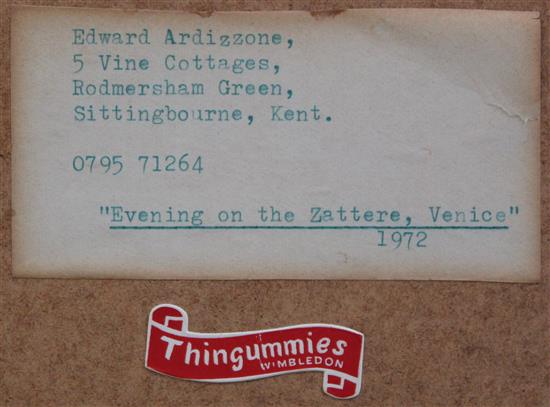 Edward Ardizzone,
5 Vine Cottages,
Rodmersham Green,
Sittingbourne, Kent.
0795 71264
"Evening on the Zattere, Venice"
1972
Thingummies
WIMBLEDON